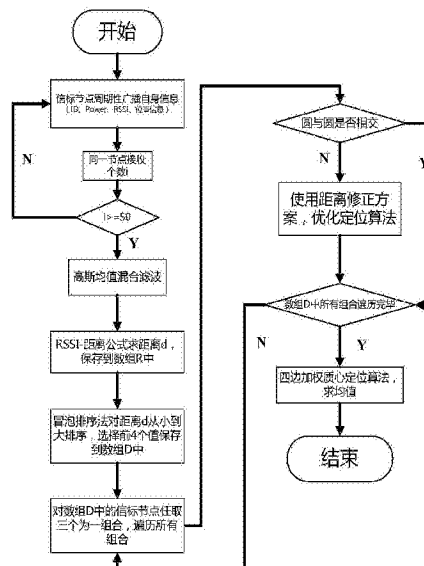 开始
信标节点周期性广播自身信息
(ID、Power、RSSI、位置信息)
N
同一节点接收
个数i
i>=50
Y
高斯均值混合滤波
RSSI-距离公式求距离d,
保存到数组R中
冒泡排序法对距离d从小到
大排序，选择前4个值保存
到数组D中
对数组D中的信标节点任取
三个为一组合，遍历所有
组合
圆与圆是否相交
N
Y
使用距离修正方
案，优化定位算法
数组D中所有组合遍历完毕
N
Y
四边加权质心定位算法，
求均值
结束